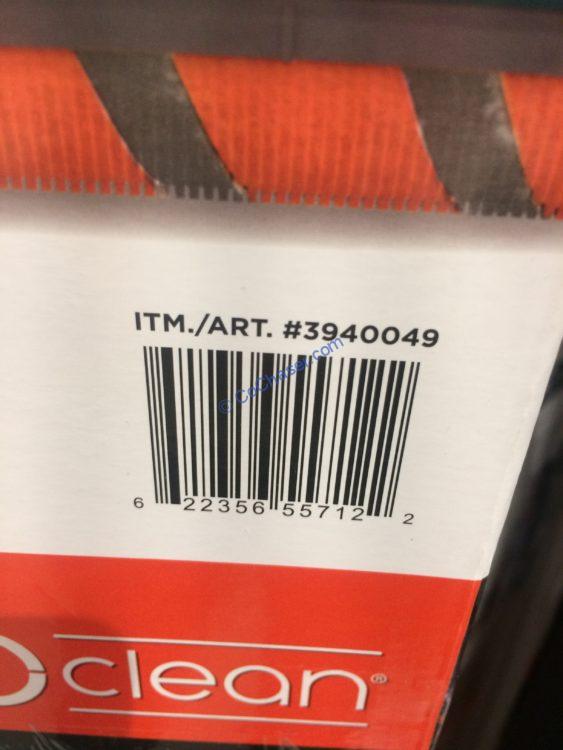 ITM./ART. #3940049
© CoChaser.com
6 22356 55712 2
clean®